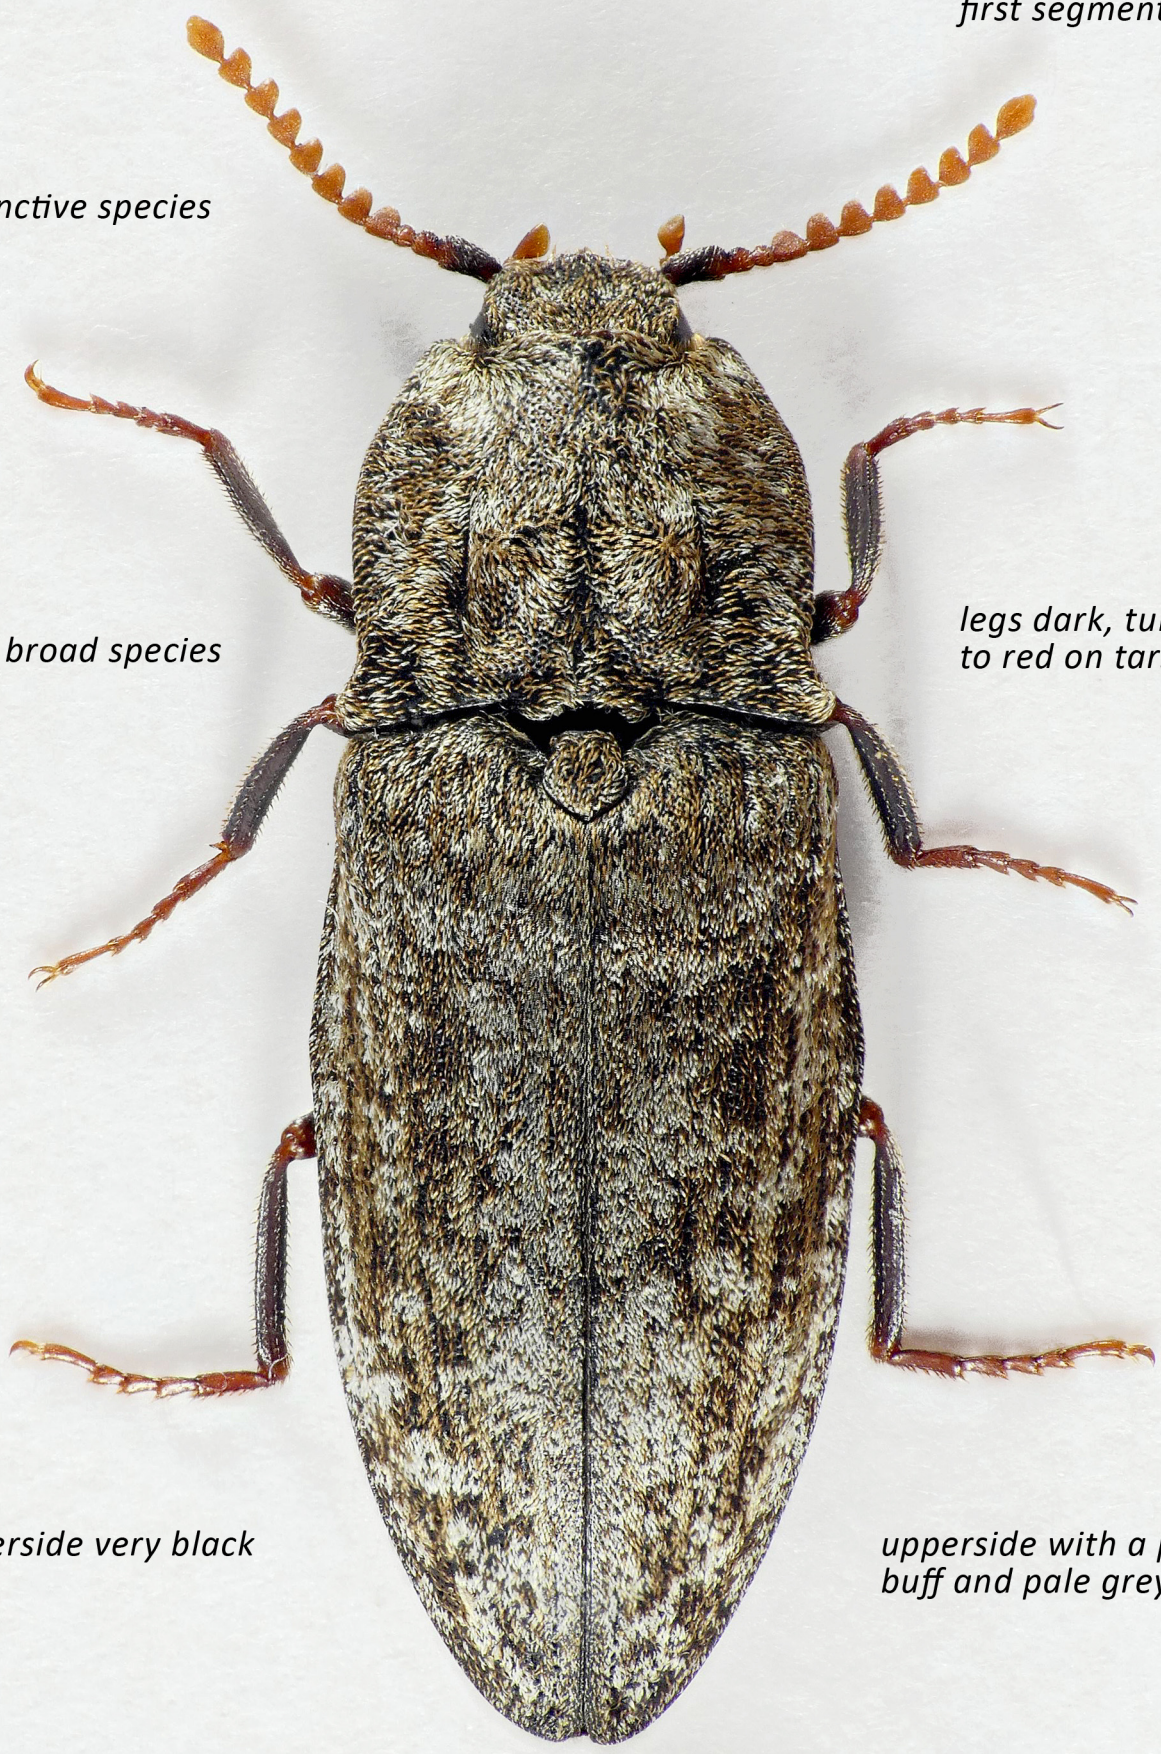 first segment
nctive species
broad species
legs dark, tu
to red on tar
erside very black
upperside with a
buff and pale grey